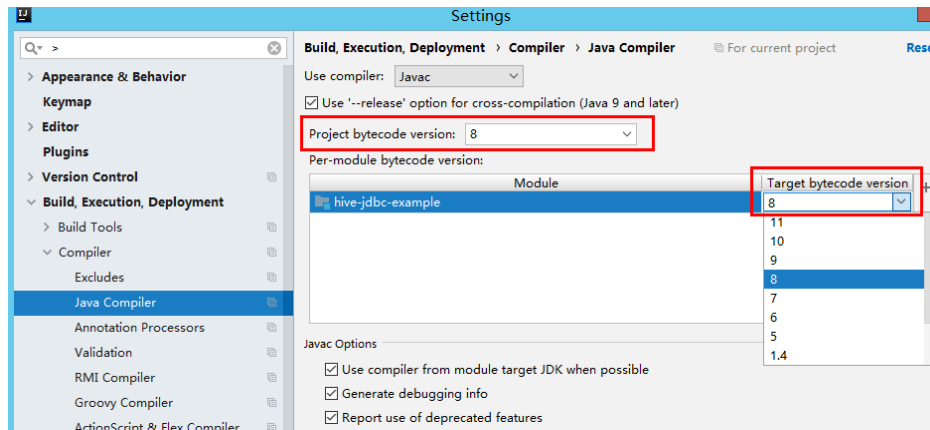 Settings
>
Appearance & Behavior
Keymap
Editor
Plugins
Version Control
Build, Execution, Deployment
Build Tools
Compiler
Excludes
Java Compiler
Annotation Processors
Validation
RMI Compiler
Groovy Compiler
ActionScript & Flex Compiler
Build, Execution, Deployment › Compiler › Java Compiler
For current project
Rese
Use compiler: Javac
Use '--release' option for cross-compilation (Java 9 and later)
Project bytecode version: 8
Per-module bytecode version:
Module Target bytecode version
hive-jdbc-example 8
11
10
9
8
7
6
5
1.4
Javac Options
Use compiler from module target JDK when possible
Generate debugging info
Report use of deprecated features